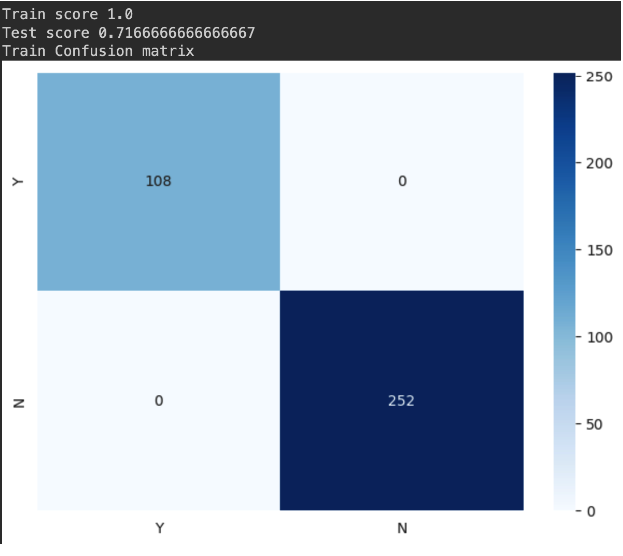 Train score 1.0
Test score 0.7166666666666667
Train Confusion matrix
250
Y 108 0
200
150
100
N 0 252
50
0
Y N